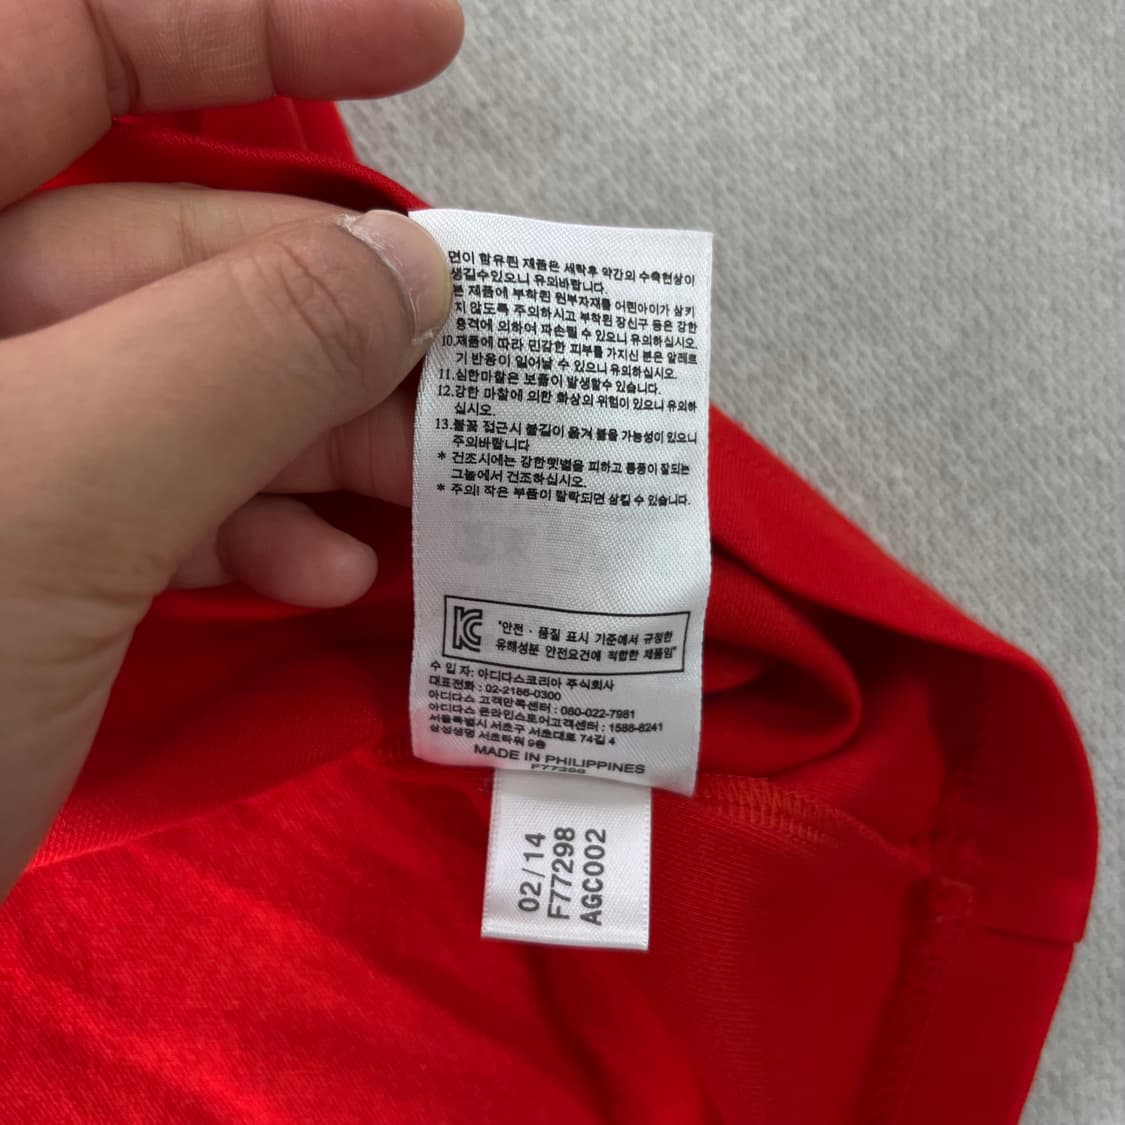 면이 함유된 제품은 세탁후 약간의 수축현상이
생길수있으니 유의바랍니다.
본 제품에 부착된 원부자재를 어린아이가 삼키
지 않도록 주의하시고 부착된 장신구 등은 강한
충격에 의하여 파손될 수 있으니 유의하십시오.
10.제품에 따라 민감한 피부를 가지신 분은 알레르
기 반응이 일어날 수 있으니 유의하십시오.
11.심한마찰은 보풀이 발생할수 있습니다.
12.강한 마찰에 의한 화상의 위험이 있으니 유의하
십시오.
13.불꽃 접근시 불길이 옮겨 붙을 가능성이 있으니
주의바랍니다
* 건조시에는 강한햇볕을 피하고 통풍이 잘되는
그늘에서 건조하십시오.
* 주의! 작은 부품이 탈락되면 삼킬 수 있습니다.
"안전 · 품질 표시 기준에서 규정한
유해성분 안전요건에 적합한 제품임"
수 입 자: 아디다스코리아 주식회사
대표전화 : 02-2186-0300
아디다스 고객만족센터 : 080-022-7981
아디다스 온라인스토어고객센터 : 1588-8241
서울특별시 서초구 서초대로 74길 4
삼성생명 서초타워 9층
MADE IN PHILIPPINES
F77298
02/14
F77298
AGC002